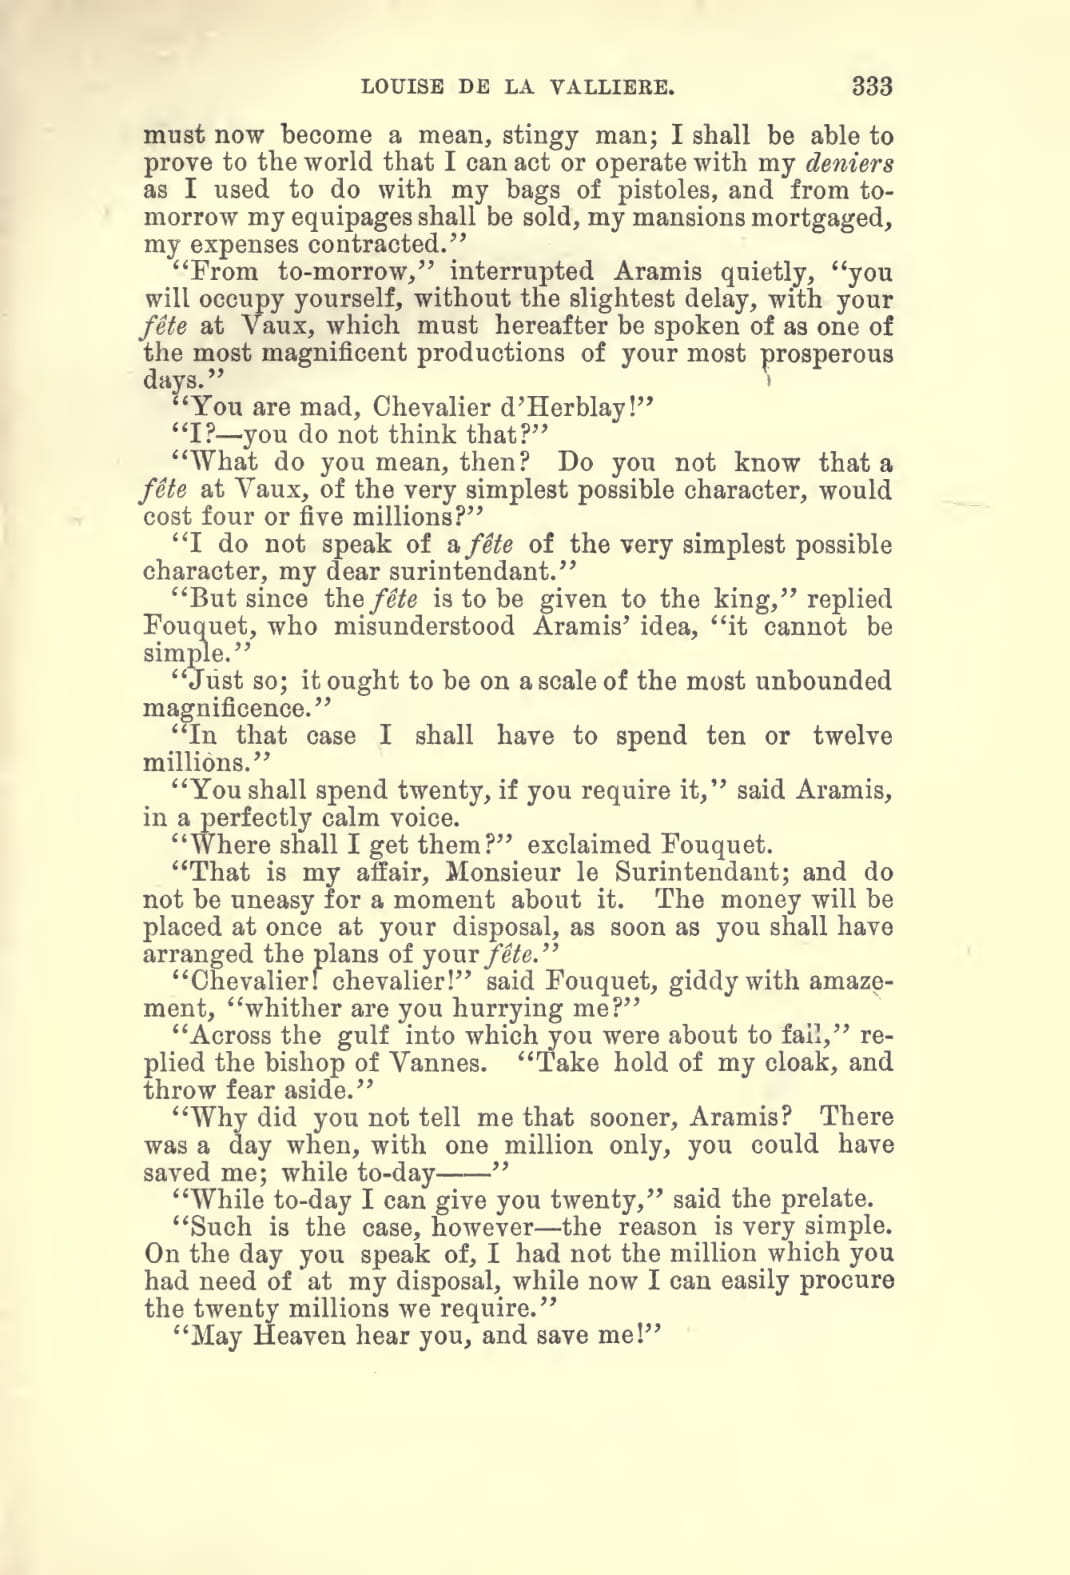 LOUISE DE LA VALLIERE. 333
must now become a mean, stingy man; I shall be able to
prove to the world that I can act or operate with my deniers
as I used to do with my bags of pistoles, and from to-
morrow my equipages shall be sold, my mansions mortgaged,
my expenses contracted.”
“From to-morrow,” interrupted Aramis quietly, “you
will occupy yourself, without the slightest delay, with your
fête at Vaux, which must hereafter be spoken of as one of
the most magnificent productions of your most prosperous
days.”
“You are mad, Chevalier d’Herblay!”
“I?—you do not think that?”
“What do you mean, then? Do you not know that a
fête at Vaux, of the very simplest possible character, would
cost four or five millions?”
“I do not speak of a fête of the very simplest possible
character, my dear surintendant.”
“But since the fête is to be given to the king,” replied
Fouquet, who misunderstood Aramis’ idea, “it cannot be
simple.”
“Just so; it ought to be on a scale of the most unbounded
magnificence.”
“In that case I shall have to spend ten or twelve
millions.”
“You shall spend twenty, if you require it,” said Aramis,
in a perfectly calm voice.
“Where shall I get them?” exclaimed Fouquet.
“That is my affair, Monsieur le Surintendant; and do
not be uneasy for a moment about it. The money will be
placed at once at your disposal, as soon as you shall have
arranged the plans of your fête.”
“Chevalier! chevalier!” said Fouquet, giddy with amaze-
ment, “whither are you hurrying me?”
“Across the gulf into which you were about to fall,” re-
plied the bishop of Vannes. “Take hold of my cloak, and
throw fear aside.”
“Why did you not tell me that sooner, Aramis? There
was a day when, with one million only, you could have
saved me; while to-day——”
“While to-day I can give you twenty,” said the prelate.
“Such is the case, however—the reason is very simple.
On the day you speak of, I had not the million which you
had need of at my disposal, while now I can easily procure
the twenty millions we require.”
“May Heaven hear you, and save me!”